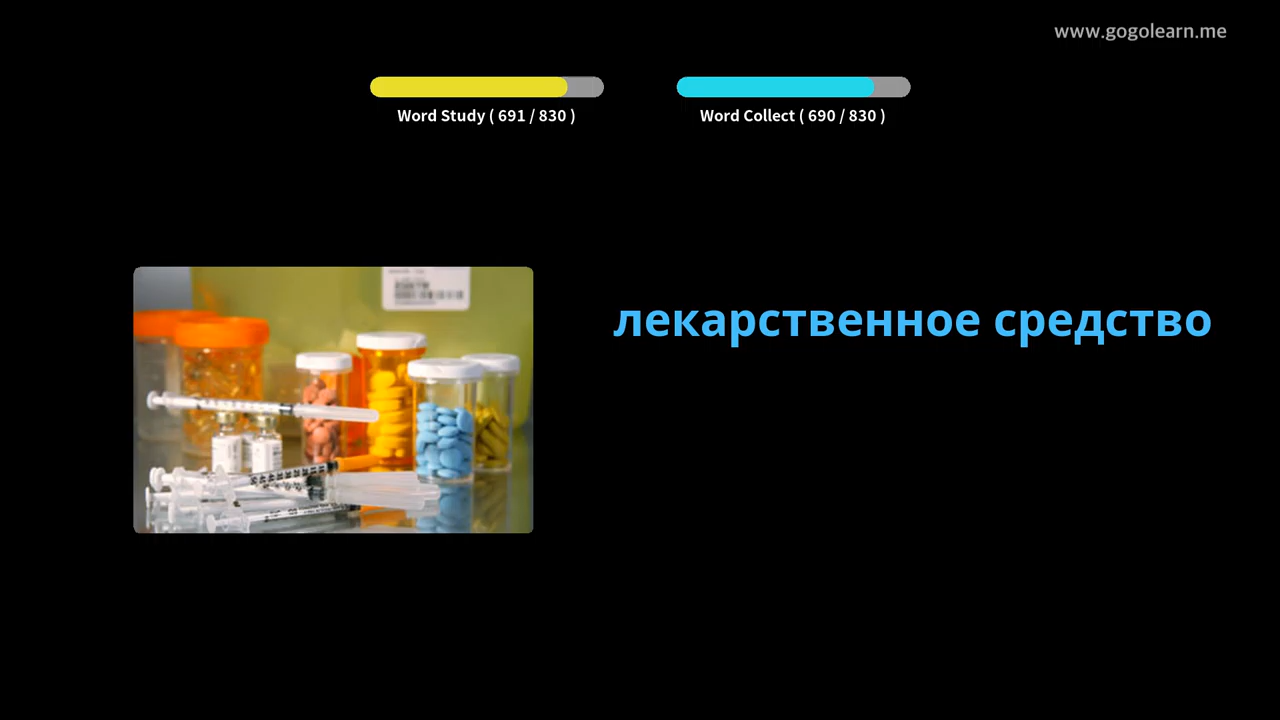 www.gogolearn.me
Word Study ( 691 / 830 )
Word Collect ( 690 / 830 )
лекарственное средство